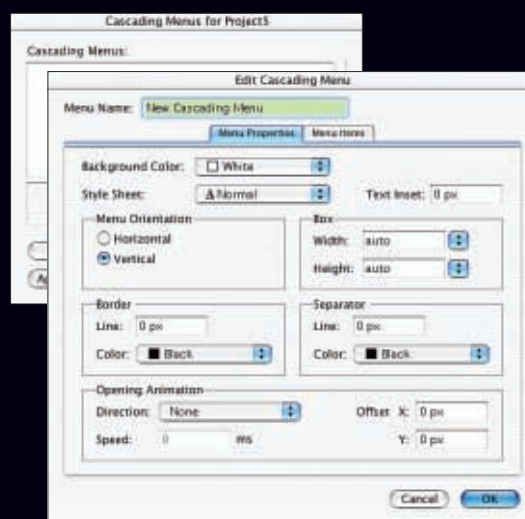 Cascading Menus for Project5
Cascading Menus:
Edit Cascading Menu
Menu Name: New Cascading Menu
Menu Properties Menu Items
Background Color: White
Style Sheet: A Normal Text Inset: 0 px
Menu Orientation
Horizontal
Vertical
Box
Width: auto
Height: auto
Border
Line: 0 px
Color: Black
Separator
Line: 0 px
Color: Black
Opening Animation
Direction: None
Speed: 0 ms
Offset X: 0 px
Y: 0 px
Cancel OK